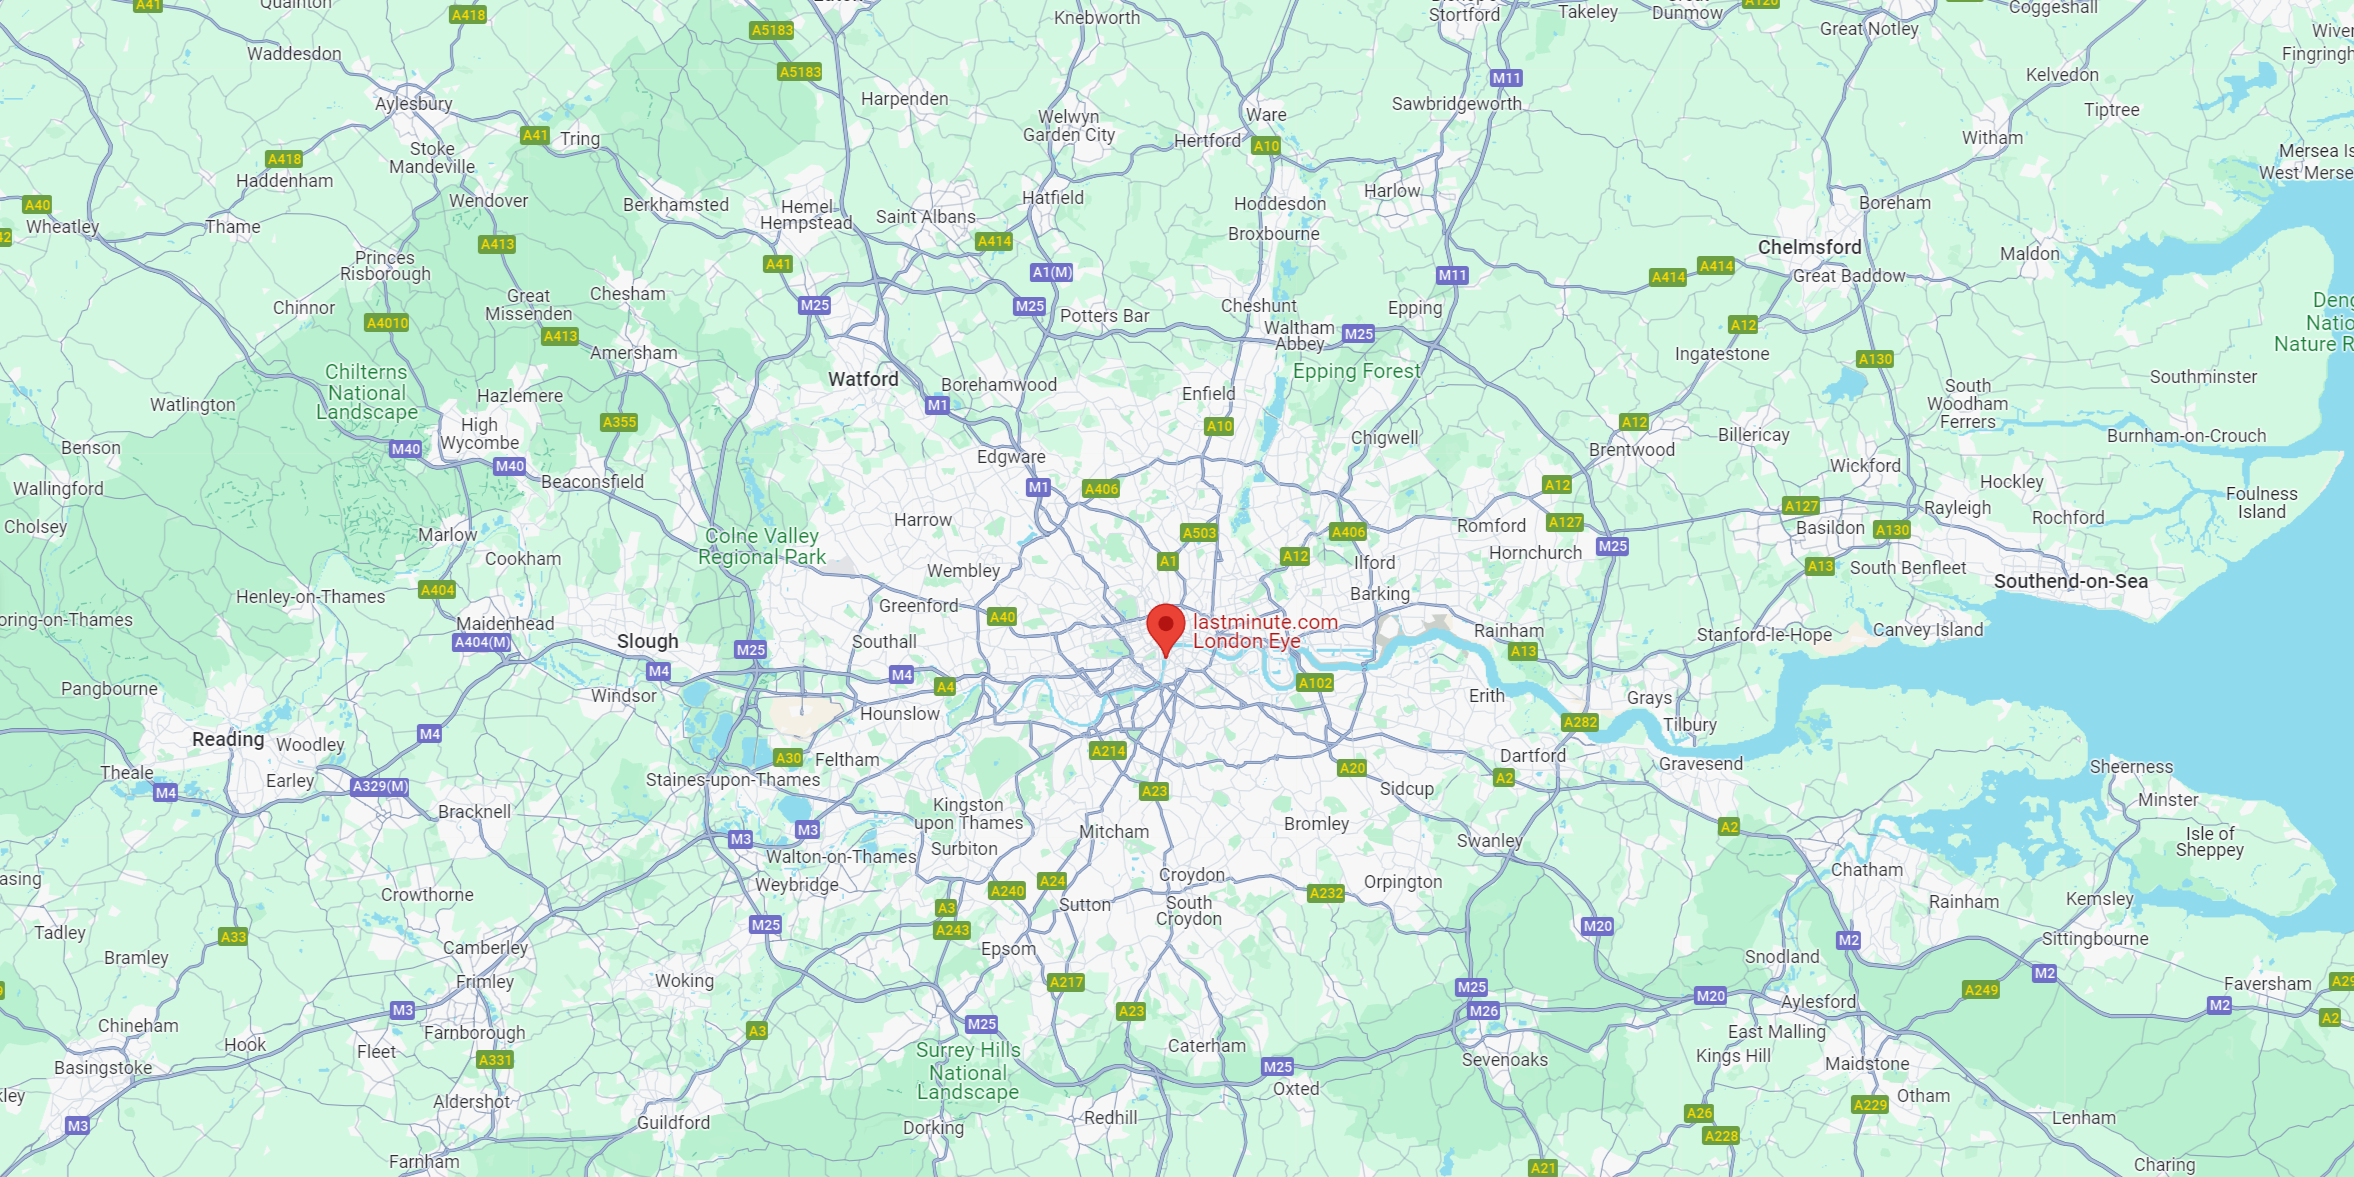 A41
A418
Quainton
A5183
Knebworth
Stortford
Takeley
Great
Dunmow
A120
Great Notley
Coggeshall
Waddesdon
A5183
M11
Kelvedon
Aylesbury
Harpenden
Sawbridgeworth
Tiptree
Welwyn
Garden City
Ware
A41
Tring
Hertford
A10
Witham
Stoke
Mandeville
A418
Haddenham
Mersea Is
West Merse
Harlow
A40
Wendover
Berkhamsted
Hemel
Hempstead
Saint Albans
Hatfield
Hoddesdon
Boreham
Wheatley
Thame
A413
A414
Broxbourne
Chelmsford
Maldon
Princes
Risborough
A41
A1(M)
M11
A414
A414
Great Baddow
Chinnor
Great
Missenden
Chesham
M25
M25
Potters Bar
Cheshunt
Epping
Deng
Natio
Nature R
A4010
A413
Amersham
Waltham
Abbey
M25
A12
Ingatestone
A130
Chilterns
National
Landscape
Watford
Borehamwood
Epping Forest
Southminster
Watlington
Hazlemere
M1
Enfield
South
Woodham
Ferrers
A355
A10
A12
Benson
High
Wycombe
M40
M40
Edgware
Chigwell
Brentwood
Billericay
Burnham-on-Crouch
Wallingford
Beaconsfield
M1
A406
A12
Wickford
Hockley
Foulness
Island
Cholsey
Marlow
Harrow
A503
A406
Romford
A127
A127
Basildon
A130
Rayleigh
Rochford
Colne Valley
Regional Park
Cookham
Wembley
A1
A12
Ilford
Hornchurch
M25
A13
South Benfleet
Southend-on-Sea
Henley-on-Thames
A404
Greenford
A40
Barking
oring-on-Thames
Maidenhead
A404(M)
Slough
M25
Southall
lastminute.com
London Eye
Rainham
A13
Stanford-le-Hope
Canvey Island
Pangbourne
M4
Windsor
M4
A4
A102
Erith
Grays
Reading
Woodley
M4
Hounslow
A282
Tilbury
Theale
M4
Earley
A329(M)
A30
Feltham
Staines-upon-Thames
A214
A20
A2
Dartford
Gravesend
Sheerness
Bracknell
M3
M3
Kingston
upon Thames
A23
Mitcham
Bromley
Sidcup
Swanley
A2
Minster
Isle of
Sheppey
Walton-on-Thames
Surbiton
Weybridge
asing
Crowthorne
A240
A24
Croydon
A232
Orpington
Chatham
Rainham
Kemsley
A3
A243
Sutton
South
Croydon
Tadley
A33
M25
M20
M2
Sittingbourne
Bramley
Camberley
Epsom
Snodland
M2
Frimley
Woking
A217
M25
M20
A249
Faversham
A29
M3
A23
M26
Aylesford
M2
A2
Chineham
Farnborough
A3
M25
East Malling
Hook
Fleet
A331
Surrey Hills
National
Landscape
Caterham
M25
Sevenoaks
Kings Hill
Maidstone
Basingstoke
Oxted
Otham
Aldershot
A26
A229
M3
Guildford
Dorking
Redhill
A228
Lenham
Farnham
A21
Charing